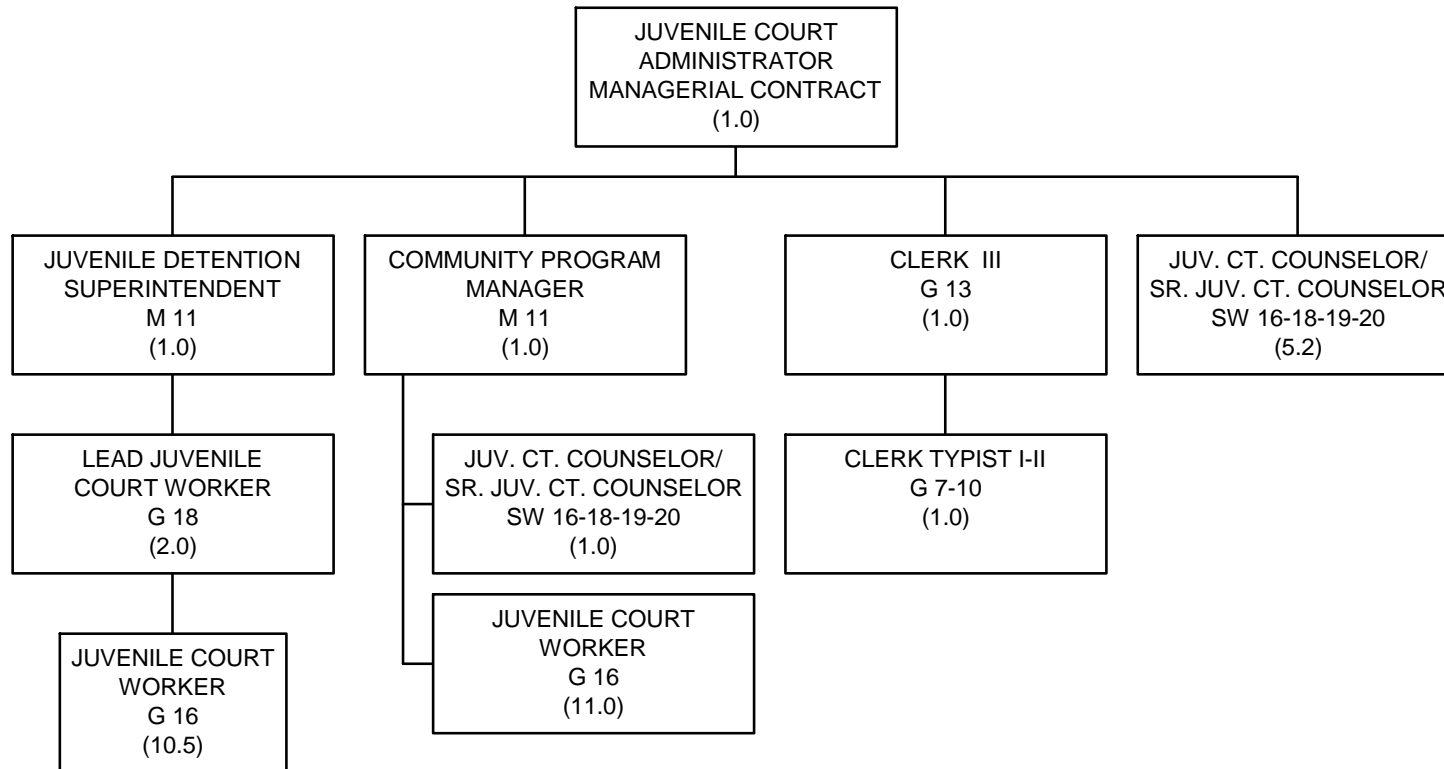 JUVENILE COURT
ADMINISTRATOR
MANAGERIAL CONTRACT
(1.0)
JUVENILE DETENTION
SUPERINTENDENT
M 11
(1.0)
COMMUNITY PROGRAM
MANAGER
M 11
(1.0)
CLERK III
G 13
(1.0)
JUV. CT. COUNSELOR/
SR. JUV. CT. COUNSELOR
SW 16-18-19-20
(5.2)
LEAD JUVENILE
COURT WORKER
G 18
(2.0)
JUV. CT. COUNSELOR/
SR. JUV. CT. COUNSELOR
SW 16-18-19-20
(1.0)
CLERK TYPIST I-II
G 7-10
(1.0)
JUVENILE COURT
WORKER
G 16
(10.5)
JUVENILE COURT
WORKER
G 16
(11.0)